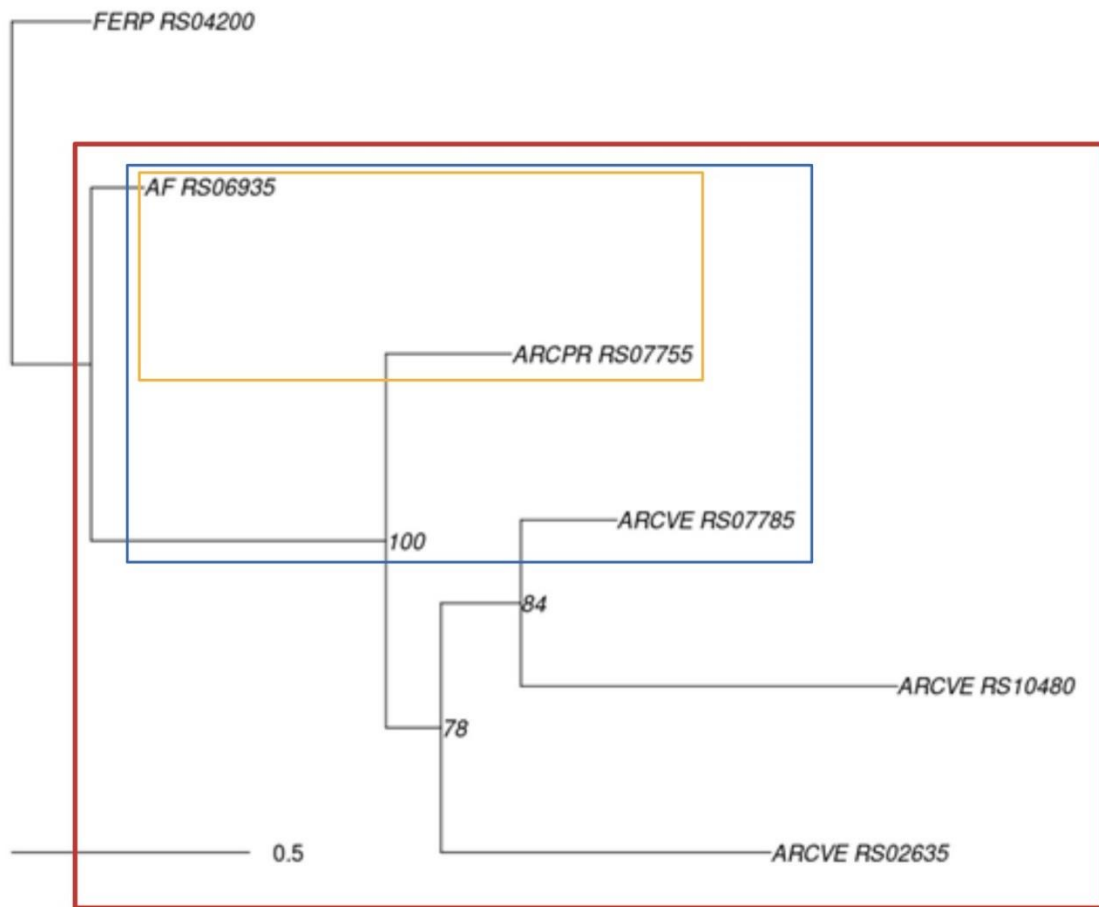 FERP RS04200
AF RS06935
ARCPR RS07755
ARCVE RS07785
100
84
ARCVE RS10480
78
0.5
ARCVE RS02635